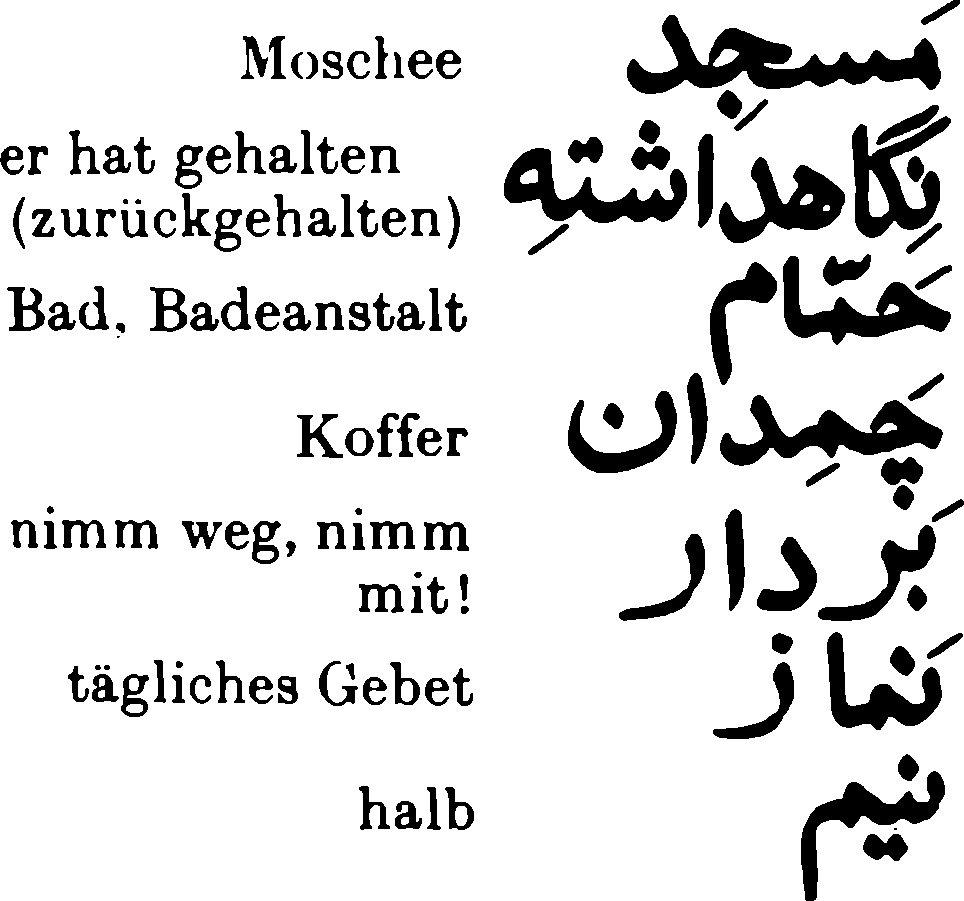 Moschee مَسجِد
er hat gehalten
(zurückgehalten) نِگاهداشتِه
Bad, Badeanstalt حَمّام
Koffer چَمِدان
nimm weg, nimm بَردار
mit!
tägliches Gebet نَماز
halb نیم